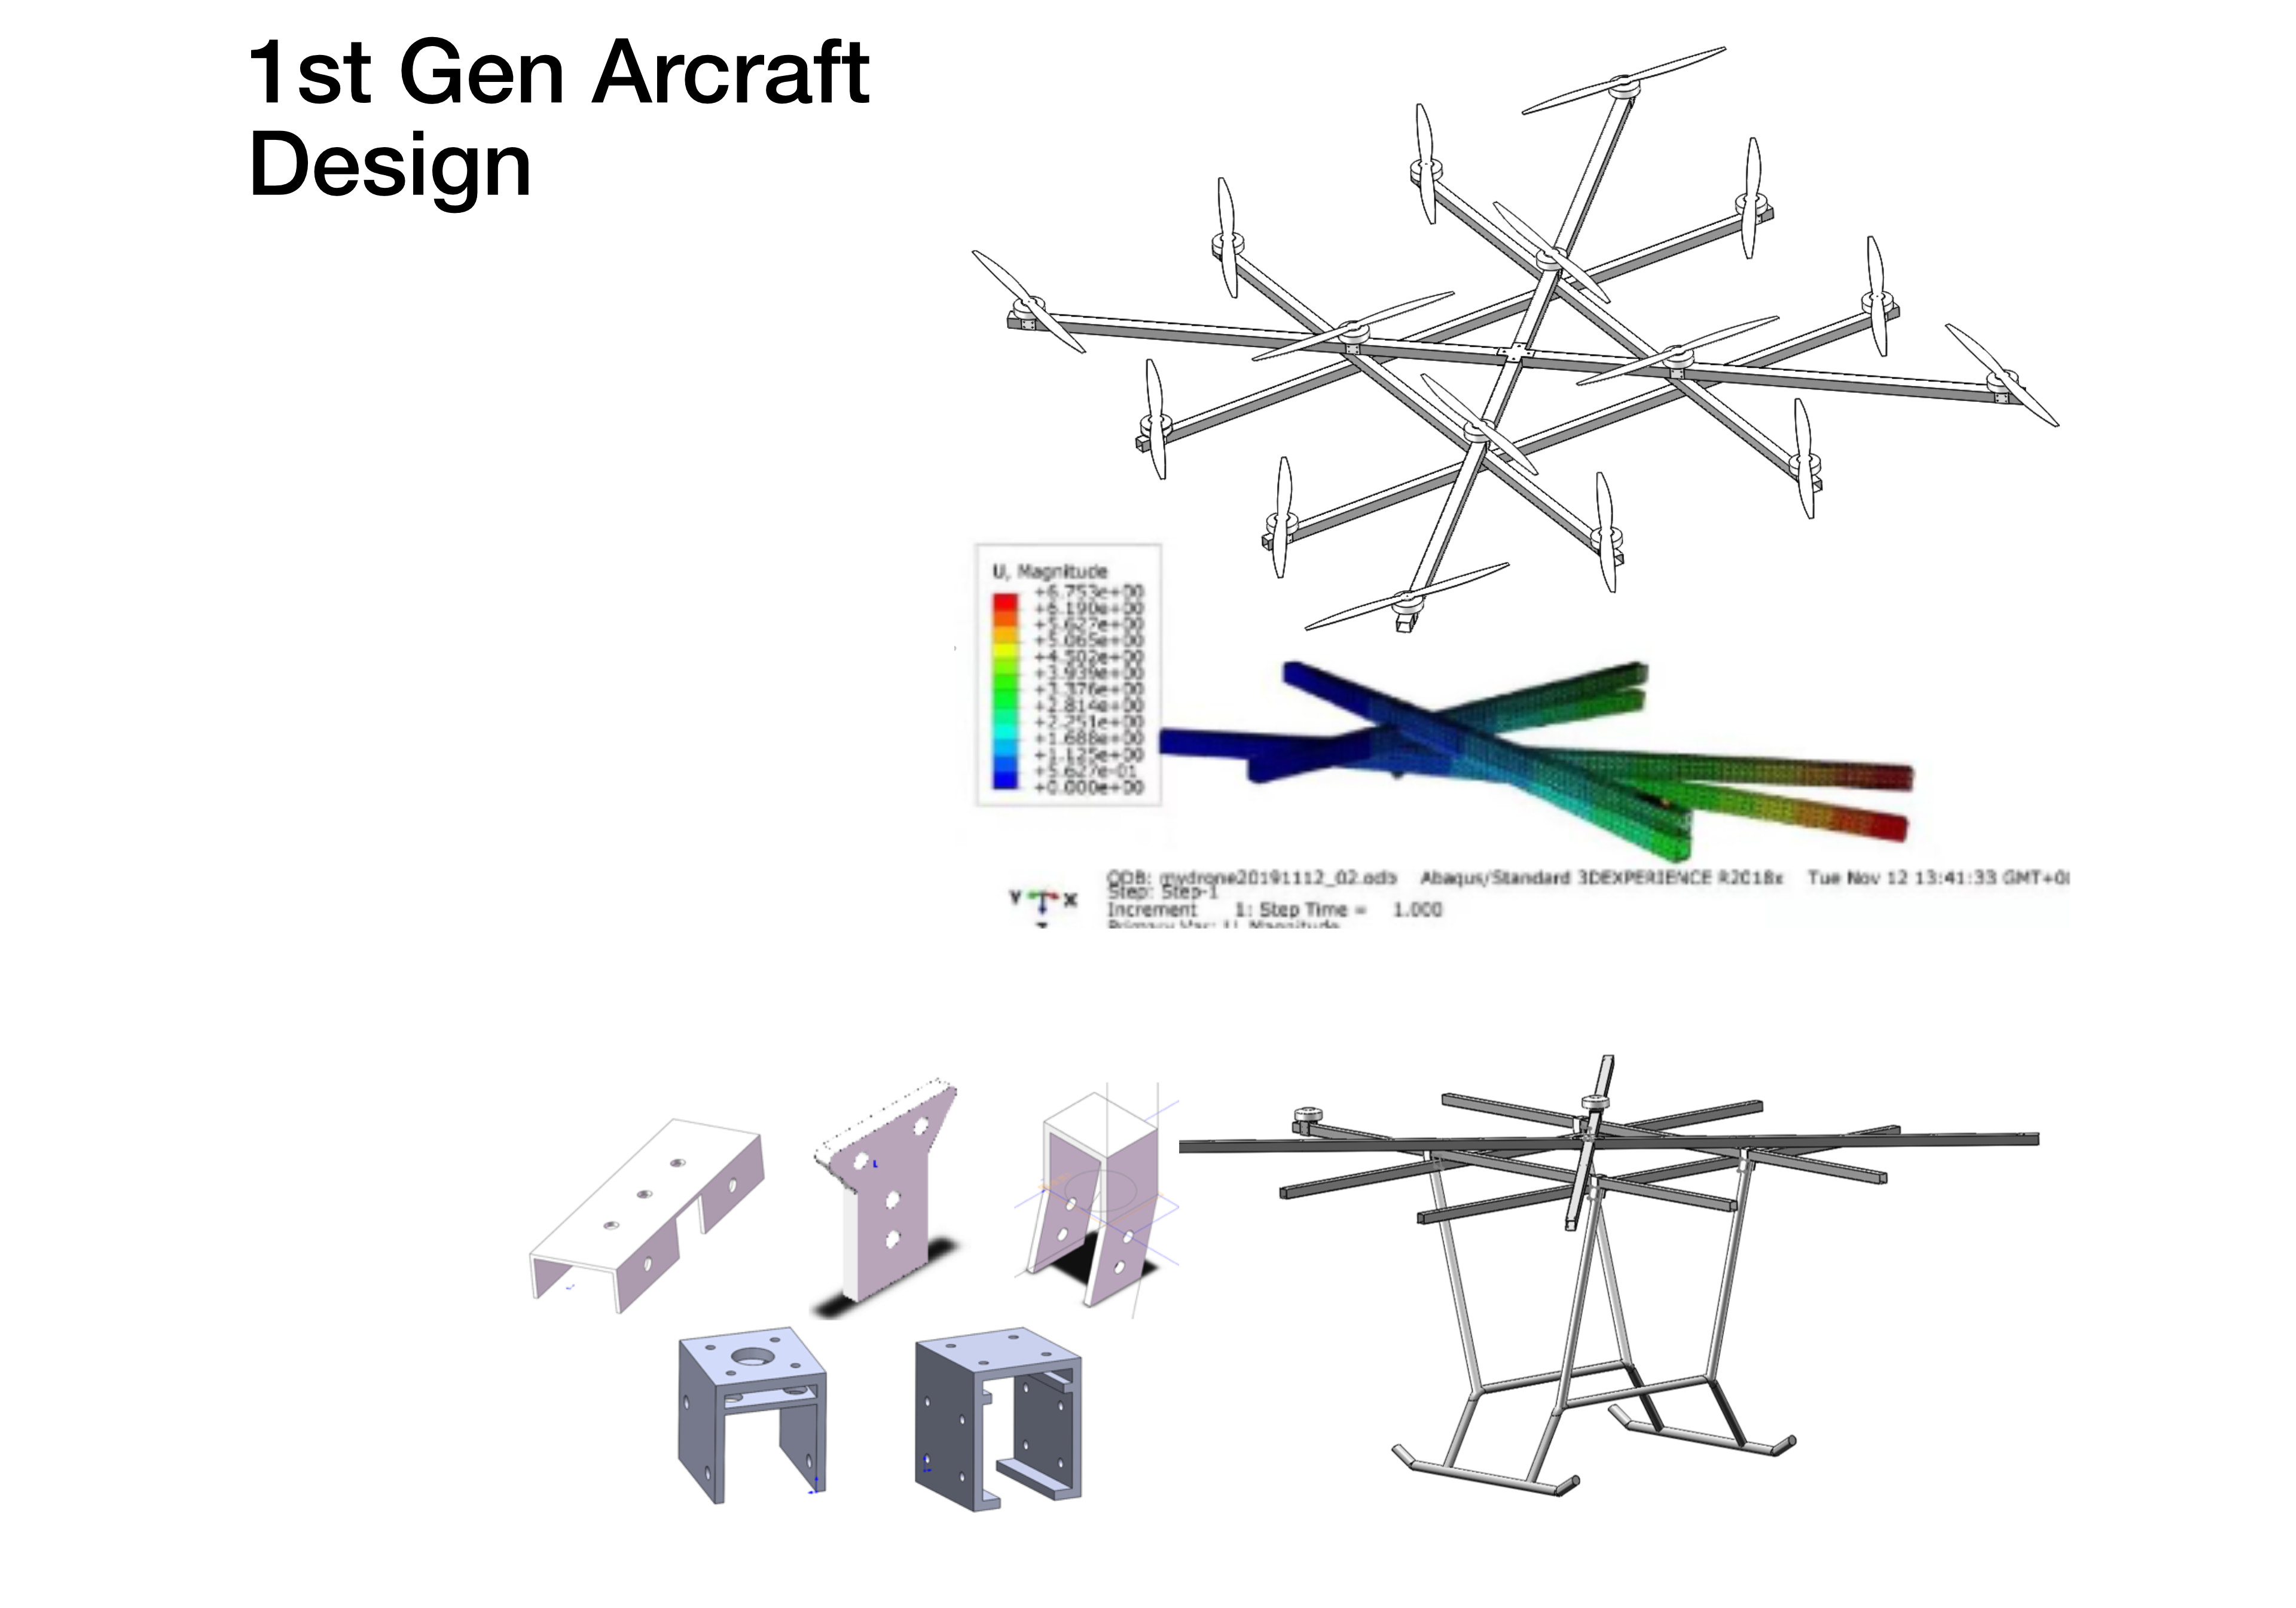 1st Gen Arcraft
Design
U, Magnitude
+6.753e+00
+6.190e+00
+5.627e+00
+5.065e+00
+4.502e+00
+3.939e+00
+3.376e+00
+2.814e+00
+2.251e+00
+1.688e+00
+1.125e+00
+5.627e-01
+0.000e+00
ODB: mydrone20191112_02.odb Abaqus/Standard 3DEXPERIENCE R2018x Tue Nov 12 13:41:33 GMT+0
Step: Step-1
Increment 1: Step Time = 1.000
Primary Var: U, Magnitude
Y X